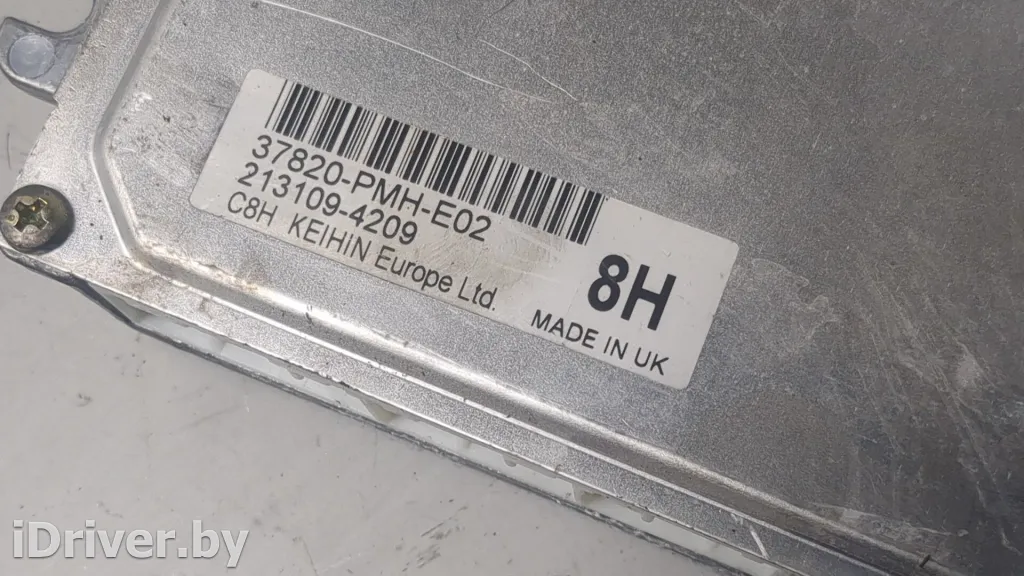 37820-PMH-E02
213109-4209
C8H KEIHIN Europe Ltd.
8H
MADE IN UK
iDriver.by